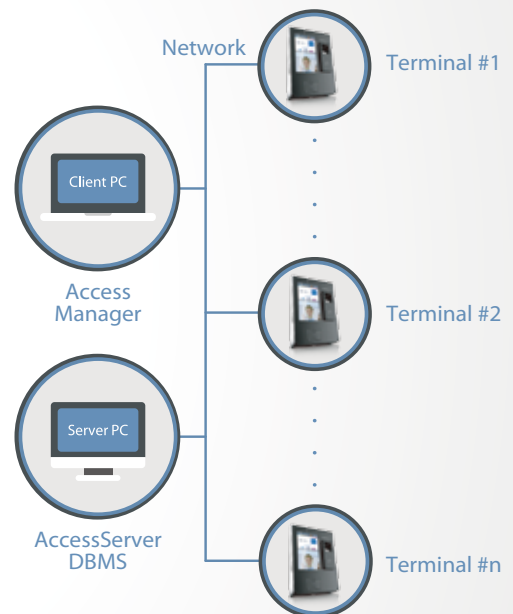 Network
Terminal #1
Client PC
Access
Manager
Terminal #2
Server PC
AccessServer
DBMS
Terminal #n